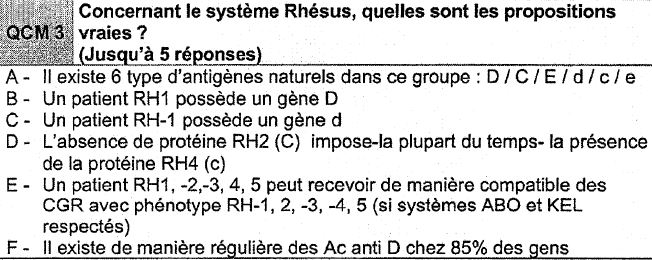 Concernant le système Rhésus, quelles sont les propositions
QCM 3 vraies ?
(Jusqu'à 5 réponses)
A - Il existe 6 type d'antigènes naturels dans ce groupe : D / C / E / d / c / e
B - Un patient RH1 possède un gène D
C - Un patient RH-1 possède un gène d
D - L'absence de protéine RH2 (C) impose-la plupart du temps- la présence
de la protéine RH4 (c)
E - Un patient RH1, -2,-3, 4, 5 peut recevoir de manière compatible des
CGR avec phénotype RH-1, 2, -3, -4, 5 (si systèmes ABO et KEL
respectés)
F - Il existe de manière régulière des Ac anti D chez 85% des gens